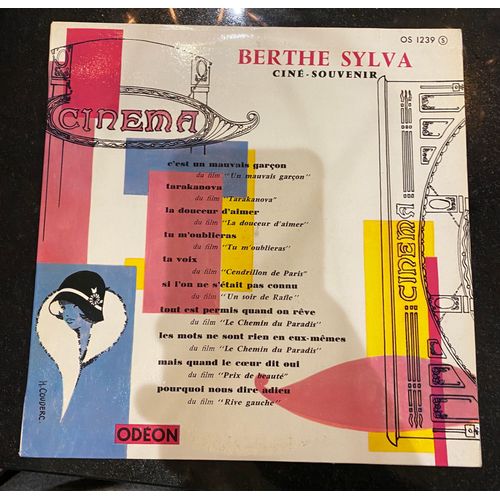 OS 1239 S
BERTHE SYLVA
CINÉ-SOUVENIR
CINEMA
c'est un mauvais garçon
du film "Un mauvais garçon"
tarakanova
du film "Tarakanova"
la douceur d'aimer
du film "La douceur d'aimer"
tu m'oublieras
du film "Tu m'oublieras"
ta voix
du film "Cendrillon de Paris"
si l'on ne s'était pas connu
du film "Un soir de Rafle"
tout est permis quand on rêve
du film "Le Chemin du Paradis"
les mots ne sont rien en eux-mêmes
du film "Le Chemin du Paradis"
mais quand le cœur dit oui
du film "Prix de beauté"
pourquoi nous dire adieu
du film "Rive gauche"
CINEMA
H. COUDERC
ODÉON